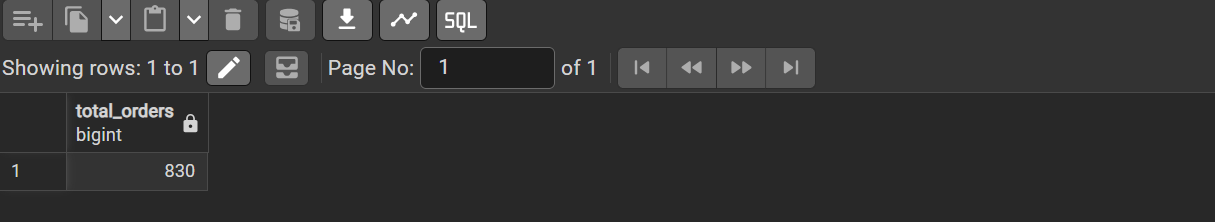 SQL
Showing rows: 1 to 1 Page No: 1 of 1
total_orders
bigint
1 830